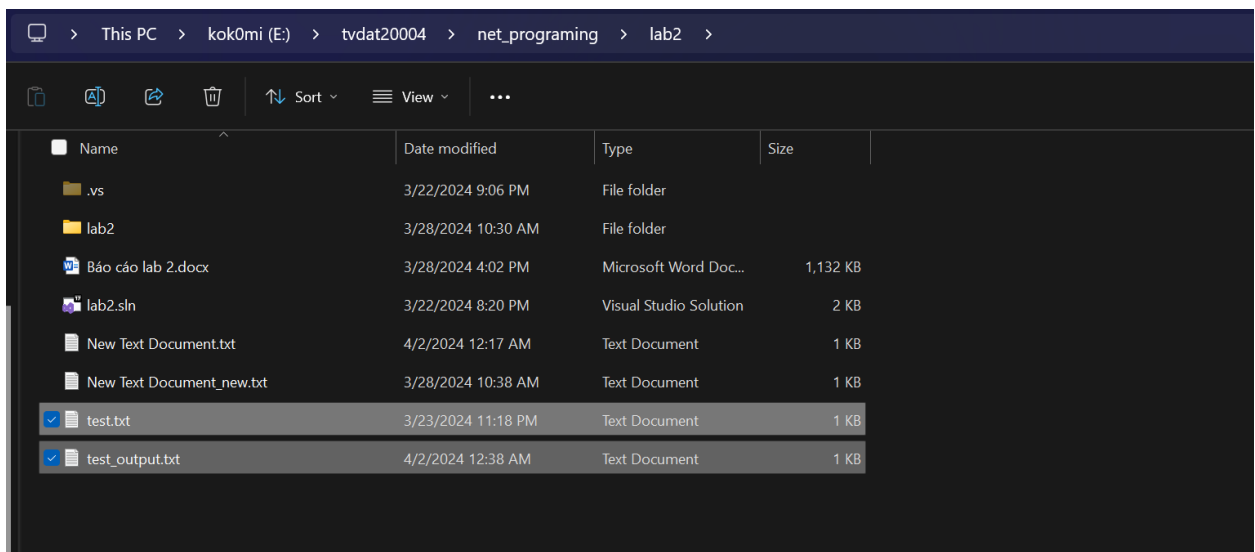 This PC > kok0mi (E:) > tvdat20004 > net_programing > lab2 >
Sort View ...
Name Date modified Type Size
.vs 3/22/2024 9:06 PM File folder
lab2 3/28/2024 10:30 AM File folder
Báo cáo lab 2.docx 3/28/2024 4:02 PM Microsoft Word Doc... 1,132 KB
lab2.sln 3/22/2024 8:20 PM Visual Studio Solution 2 KB
New Text Document.txt 4/2/2024 12:17 AM Text Document 1 KB
New Text Document_new.txt 3/28/2024 10:38 AM Text Document 1 KB
test.txt 3/23/2024 11:18 PM Text Document 1 KB
test_output.txt 4/2/2024 12:38 AM Text Document 1 KB